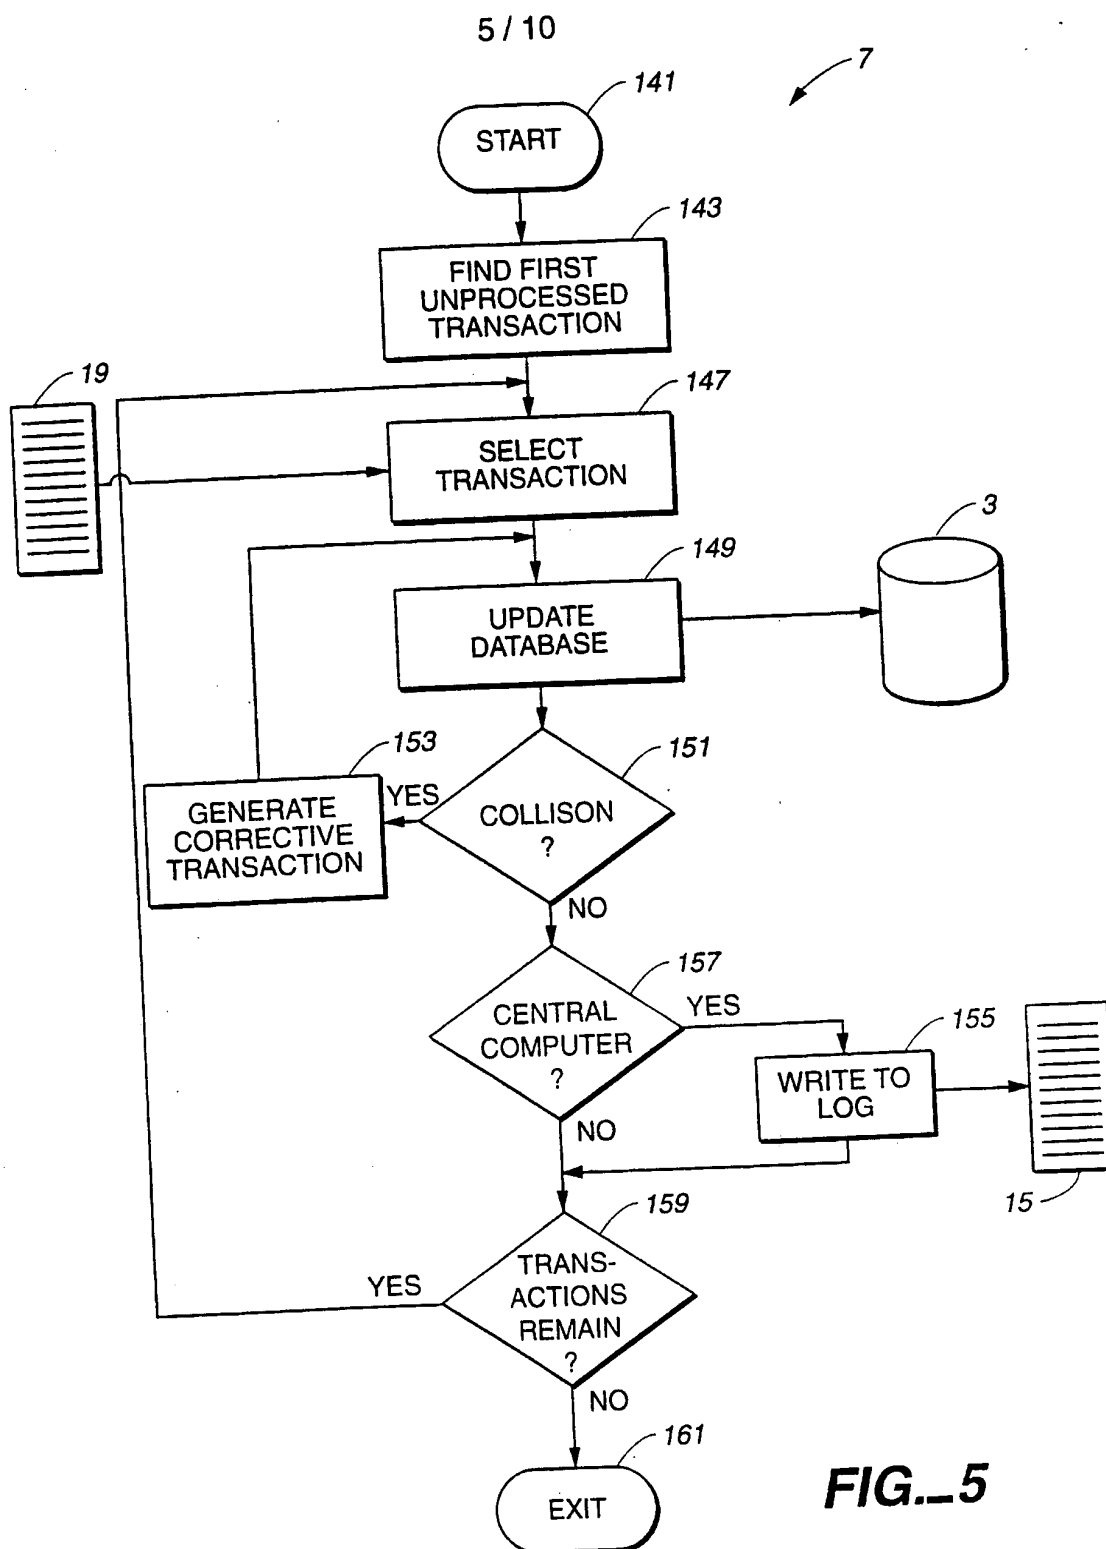 5 / 10
7
141
START
143
FIND FIRST
UNPROCESSED
TRANSACTION
19
147
SELECT
TRANSACTION
3
149
UPDATE
DATABASE
153
151
YES
GENERATE
CORRECTIVE
TRANSACTION
COLLISON
?
NO
157
CENTRAL
COMPUTER
?
YES
155
WRITE TO
LOG
NO
15
159
YES
TRANS-
ACTIONS
REMAIN
?
NO
161
EXIT
FIG._5